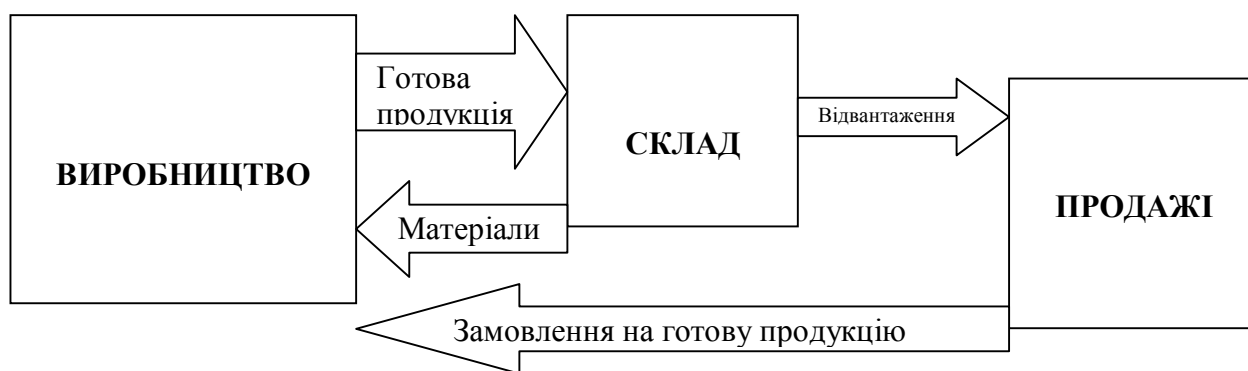 Готова
продукція
ВИРОБНИЦТВО
Матеріали
СКЛАД
Відвантаження
ПРОДАЖІ
Замовлення на готову продукцію